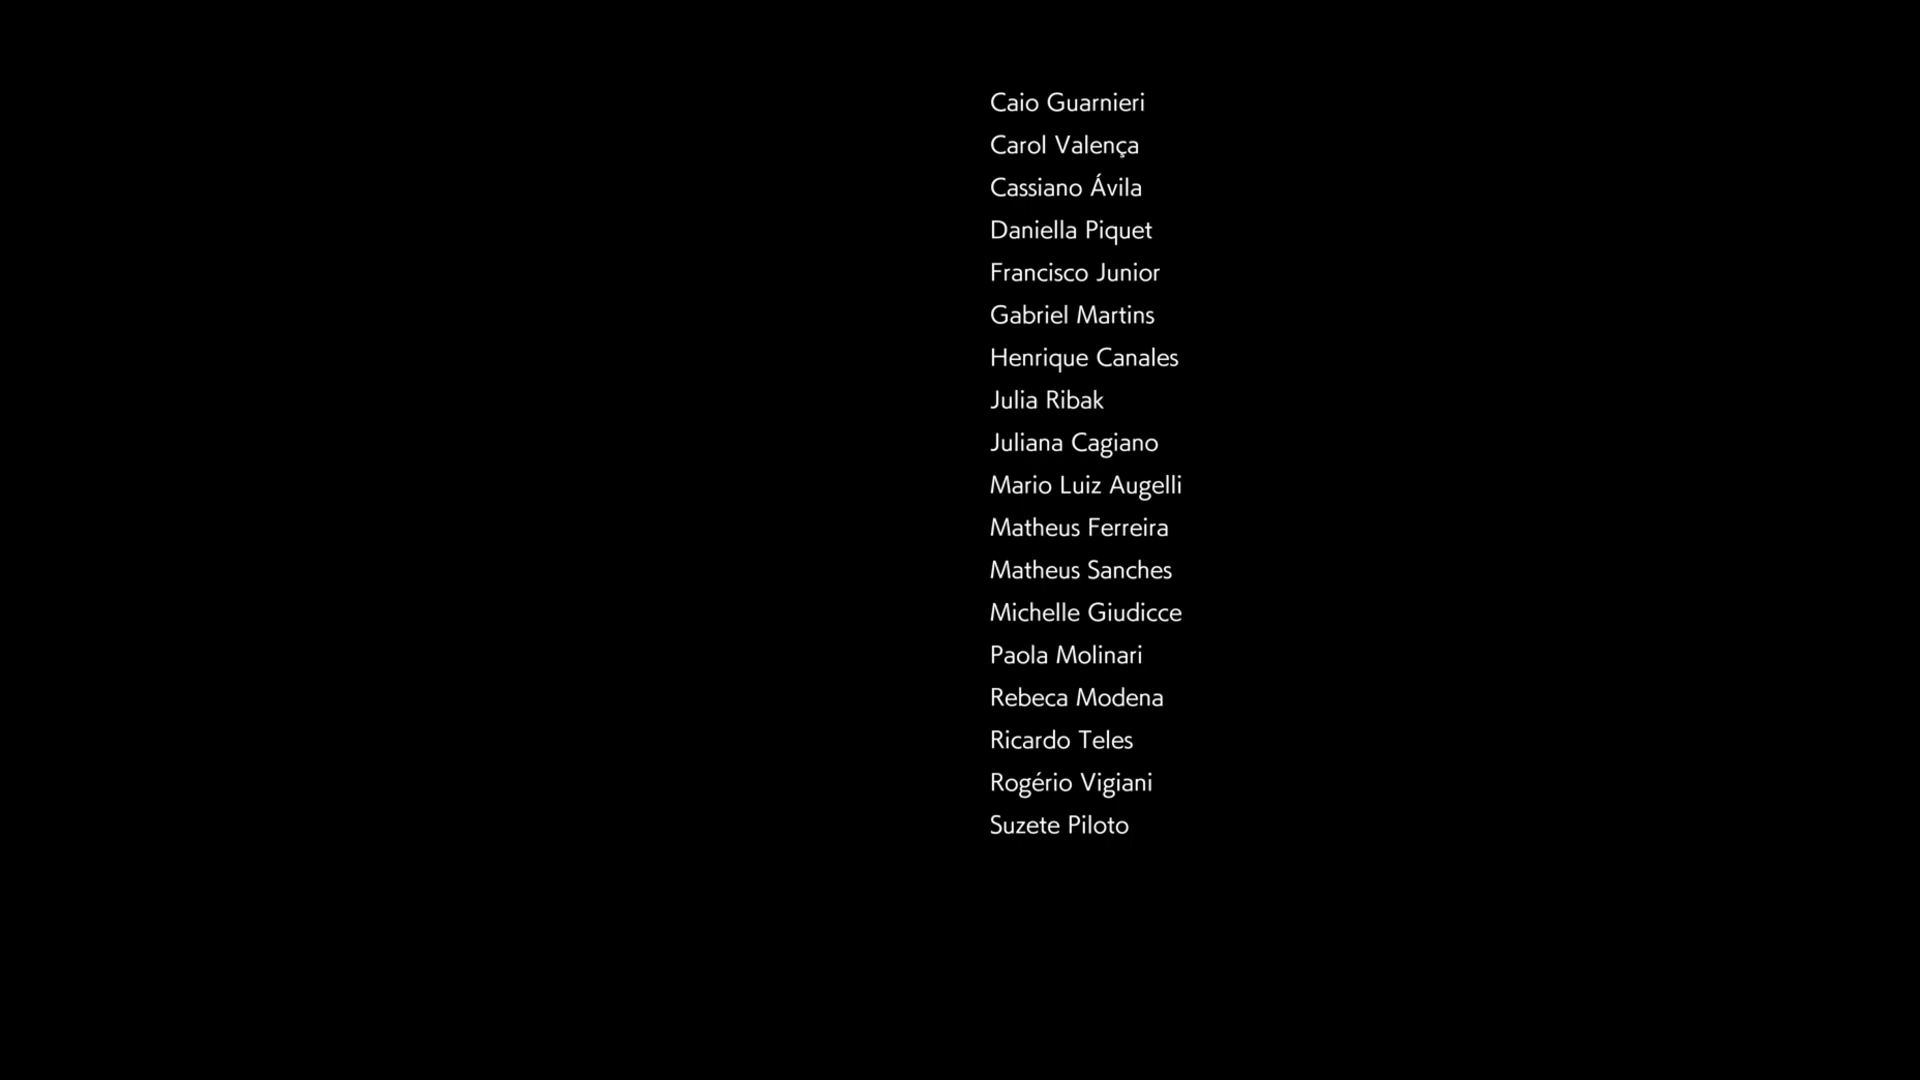 Caio Guarnieri
Carol Valença
Cassiano Ávila
Daniella Piquet
Francisco Junior
Gabriel Martins
Henrique Canales
Julia Ribak
Juliana Cagiano
Mario Luiz Augelli
Matheus Ferreira
Matheus Sanches
Michelle Giudicce
Paola Molinari
Rebeca Modena
Ricardo Teles
Rogério Vigiani
Suzete Piloto